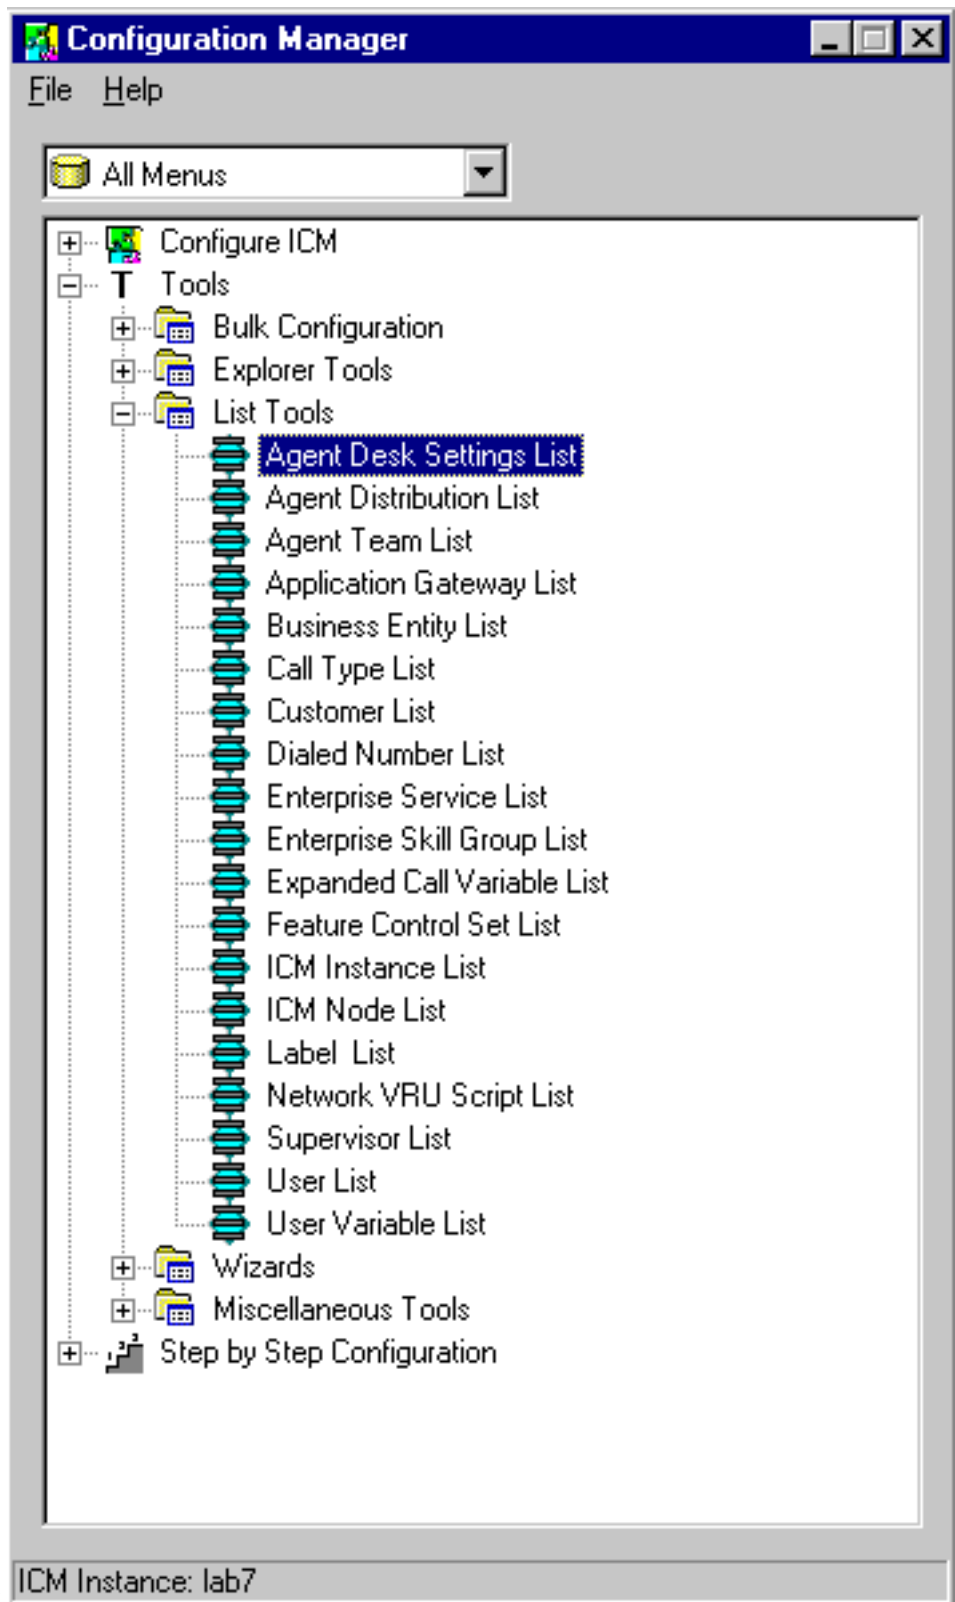 Configuration Manager
File Help
All Menus
Configure ICM
T Tools
Bulk Configuration
Explorer Tools
List Tools
Agent Desk Settings List
Agent Distribution List
Agent Team List
Application Gateway List
Business Entity List
Call Type List
Customer List
Dialed Number List
Enterprise Service List
Enterprise Skill Group List
Expanded Call Variable List
Feature Control Set List
ICM Instance List
ICM Node List
Label  List
Network VRU Script List
Supervisor List
User List
User Variable List
Wizards
Miscellaneous Tools
Step by Step Configuration
ICM Instance: lab7